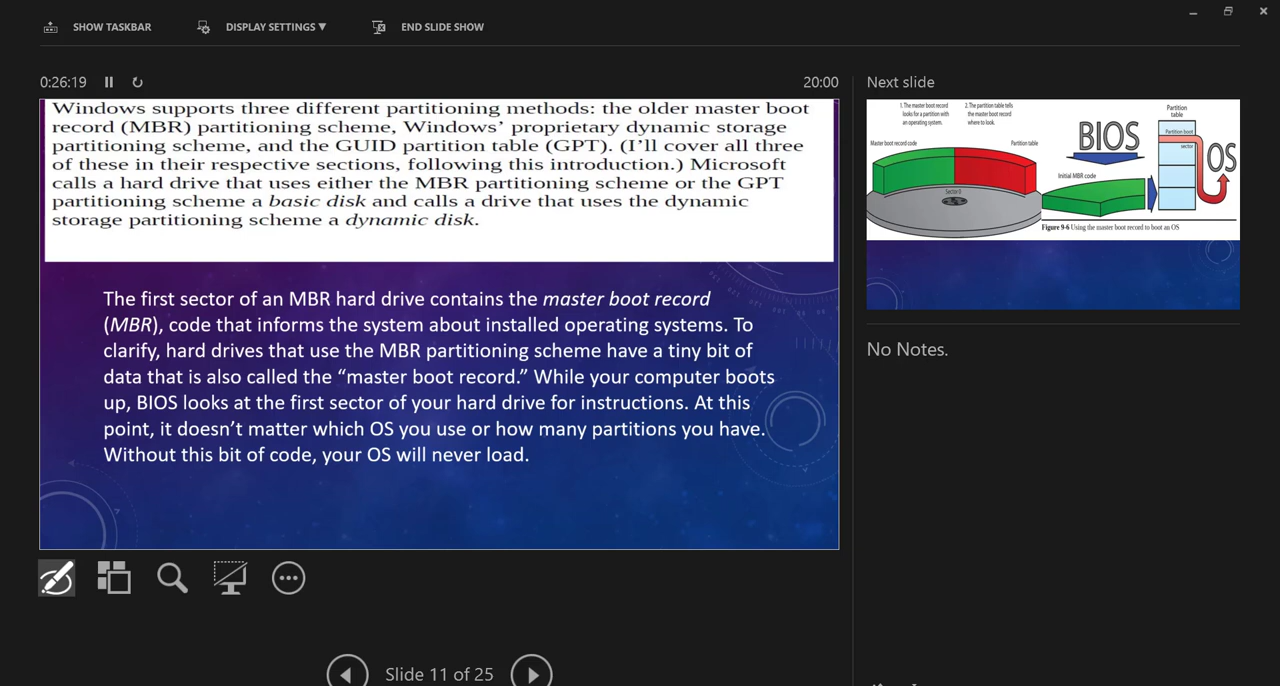 SHOW TASKBAR
DISPLAY SETTINGS ▼
END SLIDE SHOW
0:26:19
20:00
Windows supports three different partitioning methods: the older master boot
record (MBR) partitioning scheme, Windows’ proprietary dynamic storage
partitioning scheme, and the GUID partition table (GPT). (I’ll cover all three
of these in their respective sections, following this introduction.) Microsoft
calls a hard drive that uses either the MBR partitioning scheme or the GPT
partitioning scheme a basic disk and calls a drive that uses the dynamic
storage partitioning scheme a dynamic disk.
The first sector of an MBR hard drive contains the master boot record
(MBR), code that informs the system about installed operating systems. To
clarify, hard drives that use the MBR partitioning scheme have a tiny bit of
data that is also called the “master boot record.” While your computer boots
up, BIOS looks at the first sector of your hard drive for instructions. At this
point, it doesn’t matter which OS you use or how many partitions you have.
Without this bit of code, your OS will never load.
Slide 11 of 25
Next slide
1. The master boot record
looks for a partition with
an operating system.
2. The partition table tells
the master boot record
where to look.
Master boot record code
Partition table
Sector 0
BIOS
Initial MBR code
Partition
table
Partition boot
sector
OS
Figure 9-6 Using the master boot record to boot an OS
No Notes.